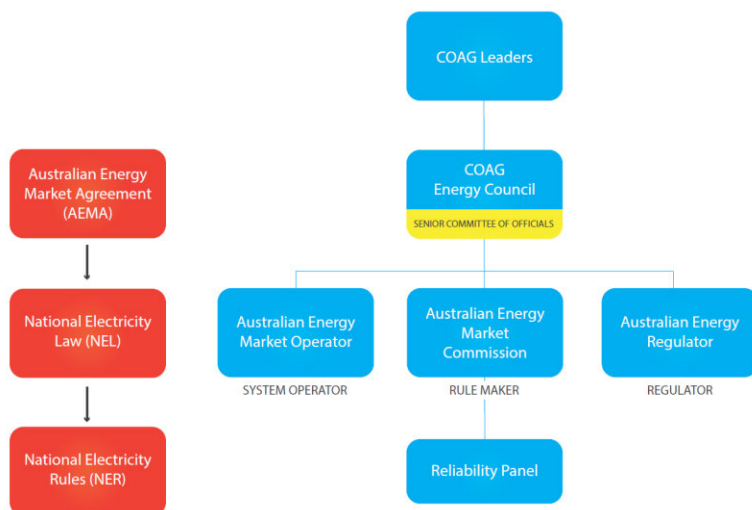 COAG Leaders
Australian Energy
Market Agreement
(AEMA)
COAG
Energy Council
SENIOR COMMITTEE OF OFFICIALS
National Electricity
Law (NEL)
Australian Energy
Market Operator
SYSTEM OPERATOR
Australian Energy
Market
Commission
RULE MAKER
Australian Energy
Regulator
REGULATOR
National Electricity
Rules (NER)
Reliability Panel